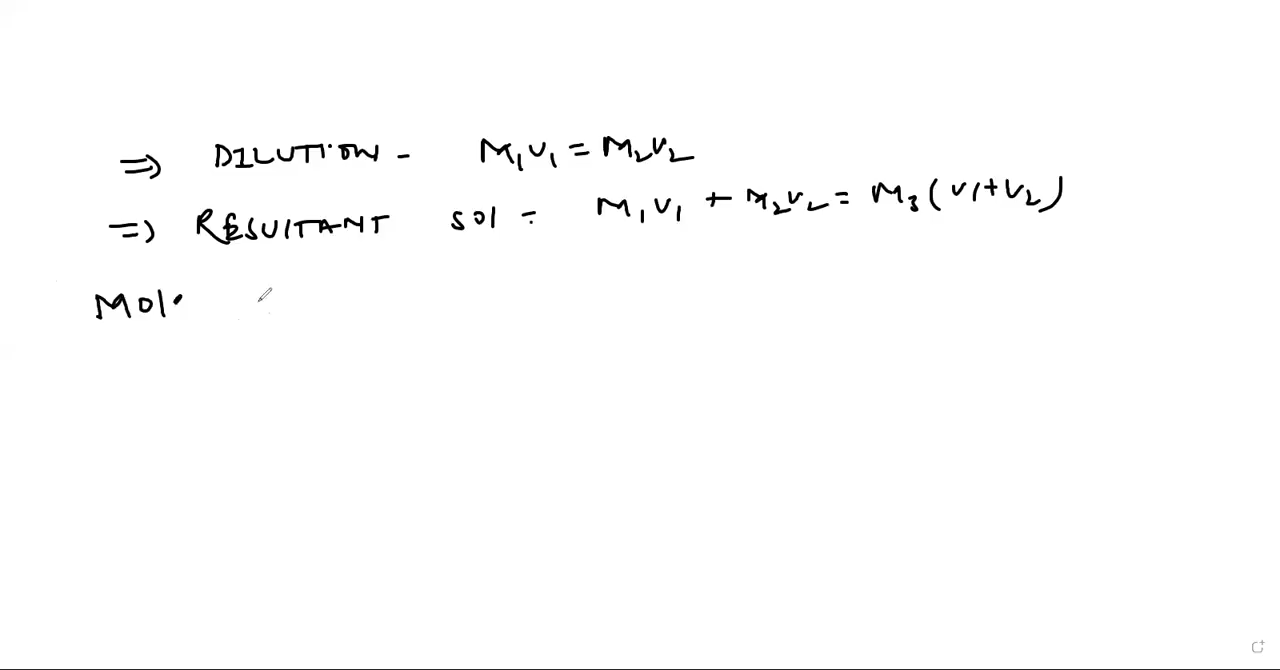 ⇒ DILUTION - M₁V₁ = M₂V₂
⇒ RESULTANT sol ÷ M₁V₁ + M₂V₂ = M₃ (V1+V₂)
Mol.